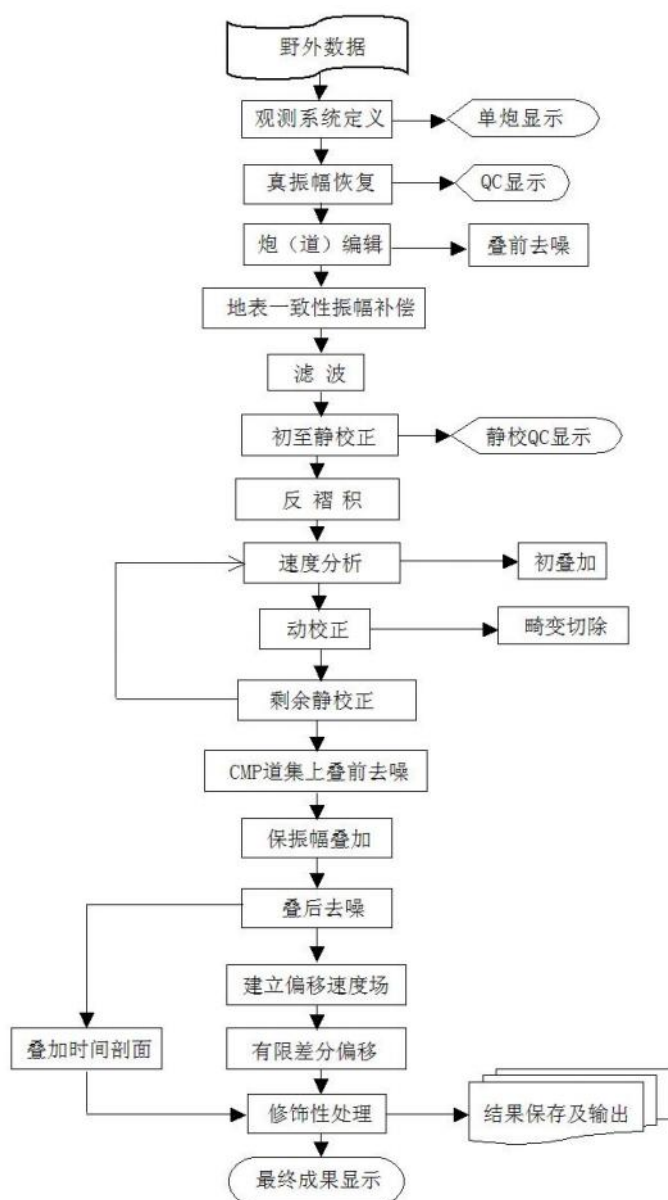 野外数据
观测系统定义
单炮显示
真振幅恢复
QC显示
炮（道）编辑
叠前去噪
地表一致性振幅补偿
滤 波
初至静校正
静校QC显示
反 褶 积
速度分析
初叠加
动校正
畸变切除
剩余静校正
CMP道集上叠前去噪
保振幅叠加
叠后去噪
建立偏移速度场
叠加时间剖面
有限差分偏移
修饰性处理
结果保存及输出
最终成果显示